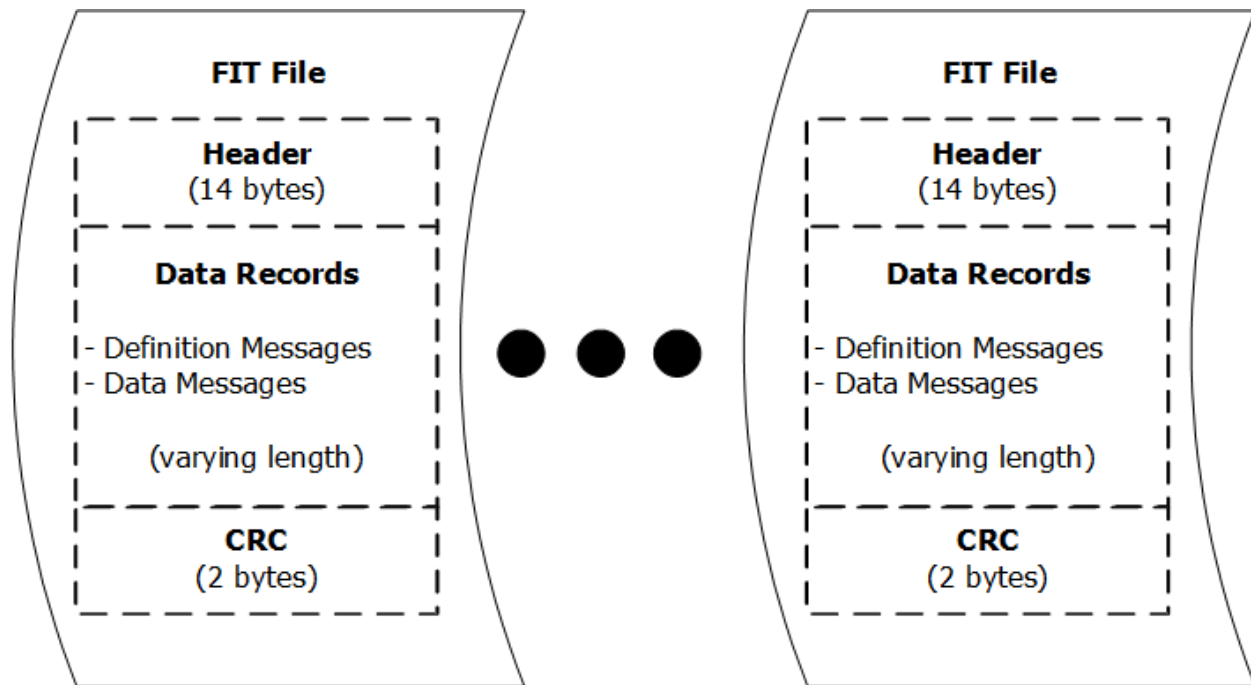 FIT File
Header
(14 bytes)
Data Records
- Definition Messages
- Data Messages
(varying length)
CRC
(2 bytes)
FIT File
Header
(14 bytes)
Data Records
- Definition Messages
- Data Messages
(varying length)
CRC
(2 bytes)